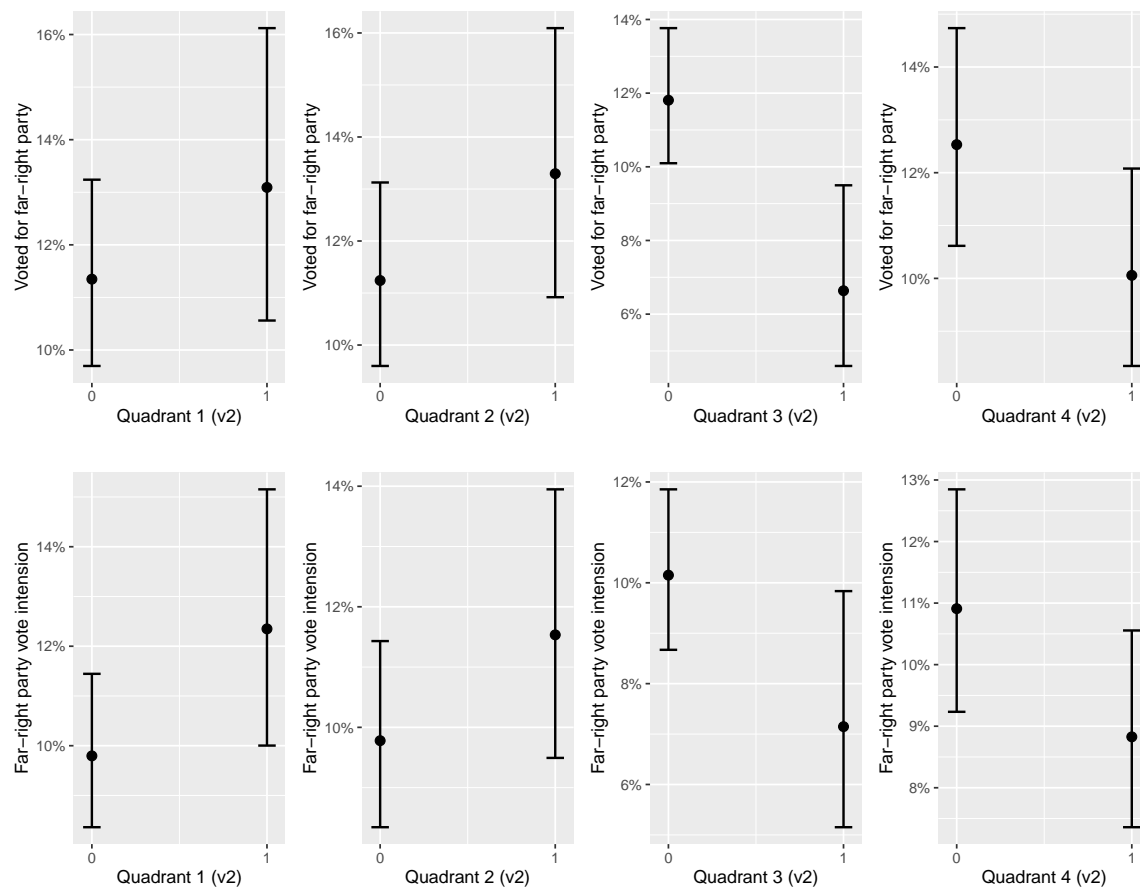 Voted for far−right party
16%
14%
12%
10%
0 1
Quadrant 1 (v2)
Voted for far−right party
16%
14%
12%
10%
0 1
Quadrant 2 (v2)
Voted for far−right party
14%
12%
10%
8%
6%
0 1
Quadrant 3 (v2)
Voted for far−right party
14%
12%
10%
0 1
Quadrant 4 (v2)
Far−right party vote intension
14%
12%
10%
0 1
Quadrant 1 (v2)
Far−right party vote intension
14%
12%
10%
0 1
Quadrant 2 (v2)
Far−right party vote intension
12%
10%
8%
6%
0 1
Quadrant 3 (v2)
Far−right party vote intension
13%
12%
11%
10%
9%
8%
0 1
Quadrant 4 (v2)